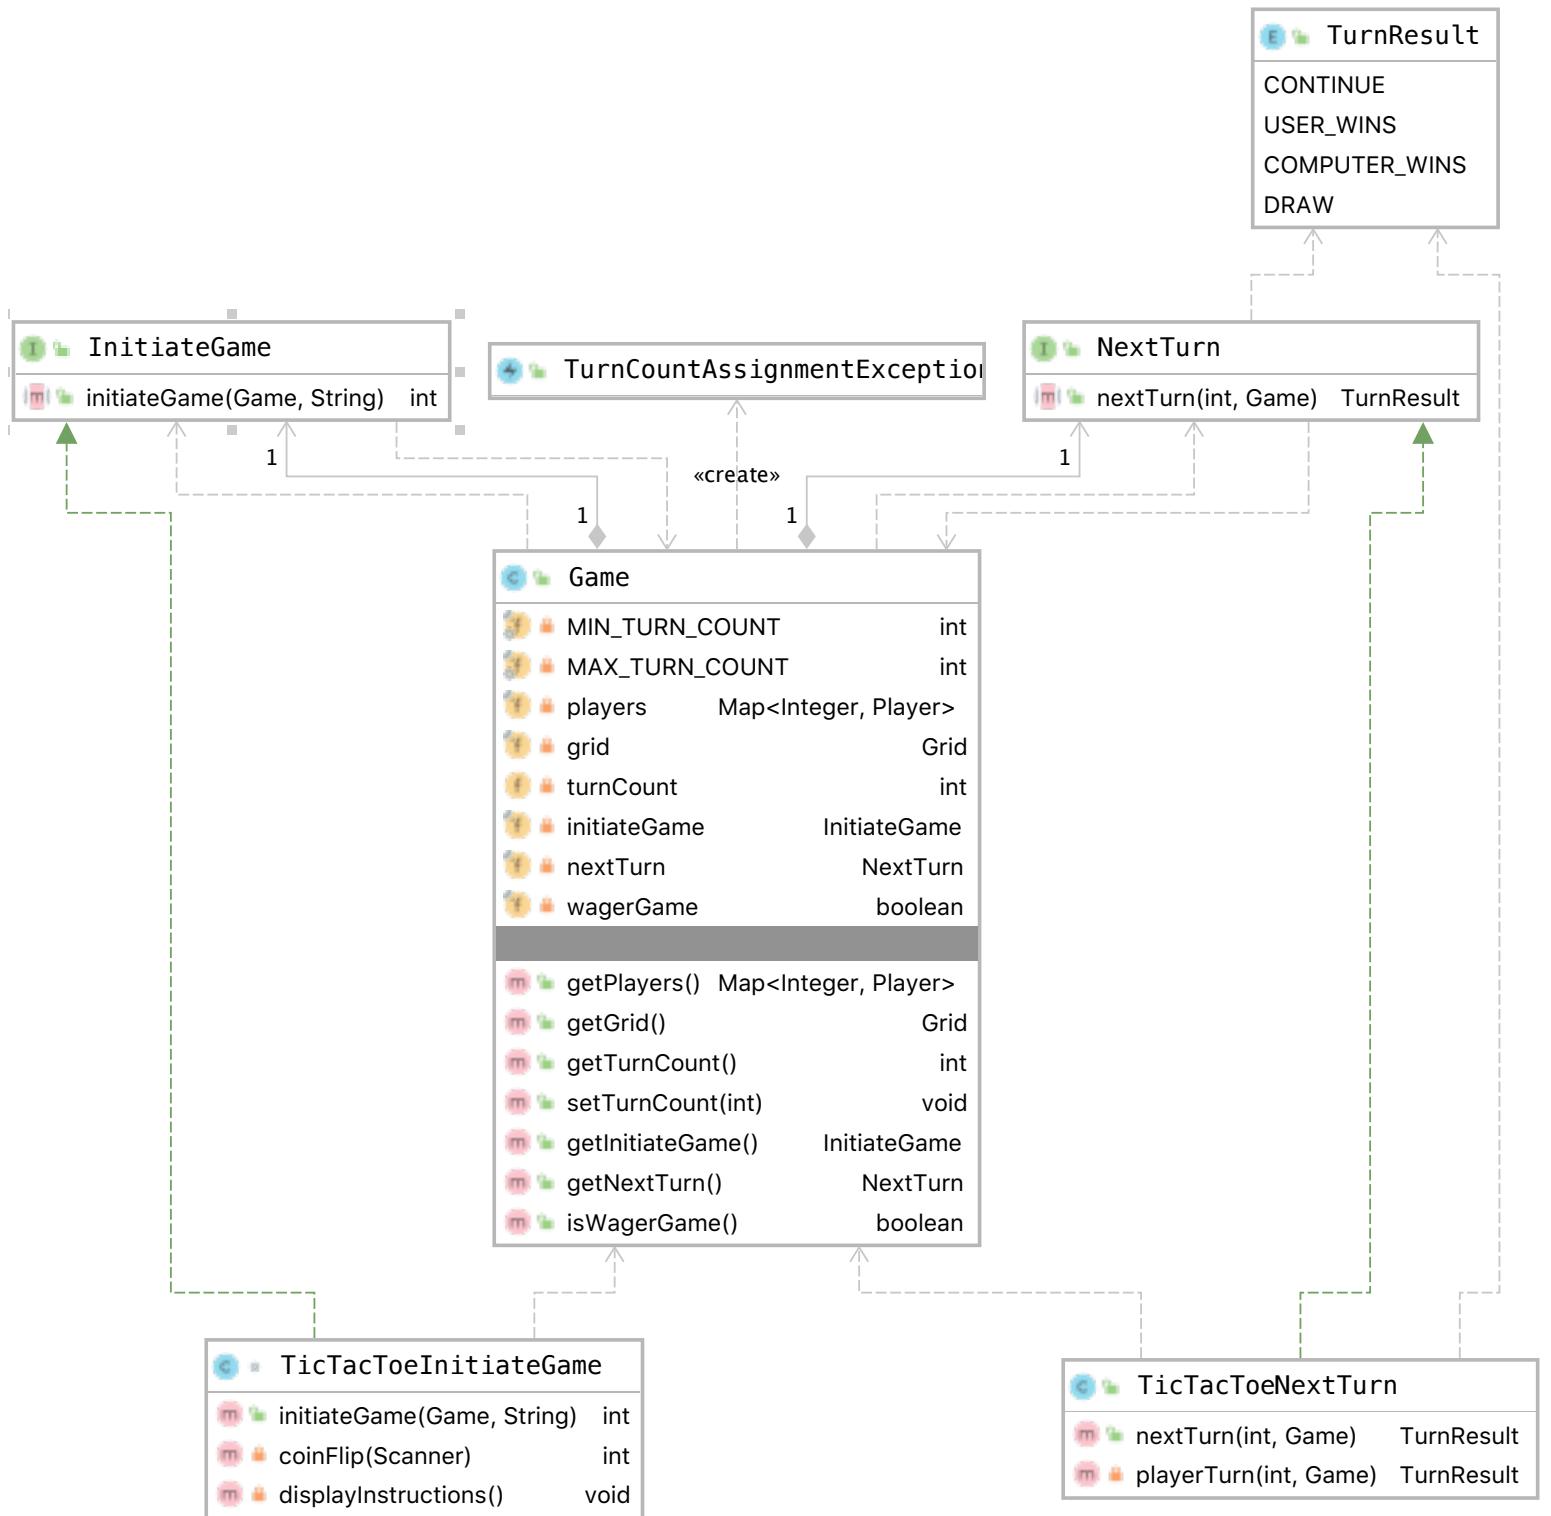 TurnResult
CONTINUE
USER_WINS
COMPUTER_WINS
DRAW
InitiateGame
initiateGame(Game, String) int
TurnCountAssignmentException
NextTurn
nextTurn(int, Game) TurnResult
1
1
«create»
1
1
Game
MIN_TURN_COUNT int
MAX_TURN_COUNT int
players Map<Integer, Player>
grid Grid
turnCount int
initiateGame InitiateGame
nextTurn NextTurn
wagerGame boolean
getPlayers() Map<Integer, Player>
getGrid() Grid
getTurnCount() int
setTurnCount(int) void
getInitiateGame() InitiateGame
getNextTurn() NextTurn
isWagerGame() boolean
TicTacToeInitiateGame
initiateGame(Game, String) int
coinFlip(Scanner) int
displayInstructions() void
TicTacToeNextTurn
nextTurn(int, Game) TurnResult
playerTurn(int, Game) TurnResult